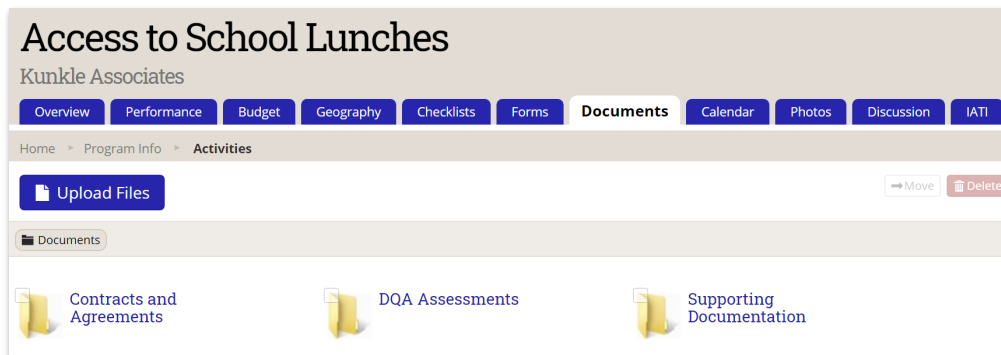 Access to School Lunches
Kunkle Associates
Overview Performance Budget Geography Checklists Forms Documents Calendar Photos Discussion IATI
Home Program Info Activities
Upload Files Move Delete
Documents
Contracts and
Agreements
DQA Assessments
Supporting
Documentation